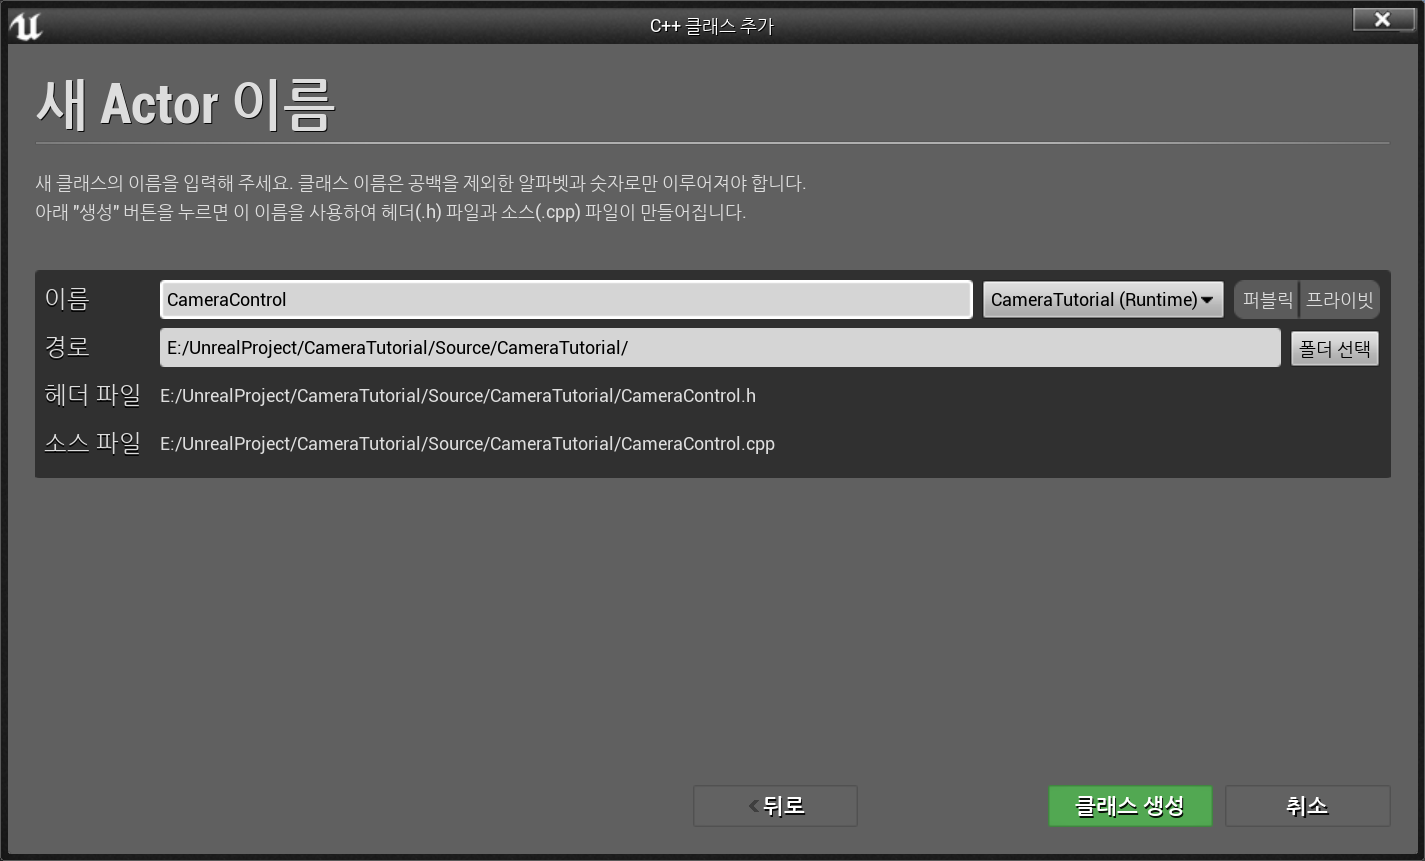 C++ 클래스 추가
새 Actor 이름
새 클래스의 이름을 입력해 주세요. 클래스 이름은 공백을 제외한 알파벳과 숫자로만 이루어져야 합니다.
아래 "생성" 버튼을 누르면 이 이름을 사용하여 헤더(.h) 파일과 소스(.cpp) 파일이 만들어집니다.
이름 CameraControl CameraTutorial (Runtime) 퍼블릭 프라이빗
경로 E:/UnrealProject/CameraTutorial/Source/CameraTutorial/ 폴더 선택
헤더 파일 E:/UnrealProject/CameraTutorial/Source/CameraTutorial/CameraControl.h
소스 파일 E:/UnrealProject/CameraTutorial/Source/CameraTutorial/CameraControl.cpp
뒤로 클래스 생성 취소